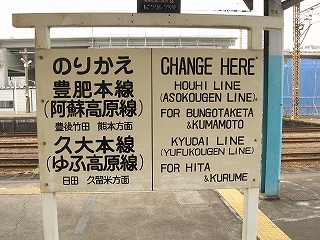 のりかえ
豊肥本線
(阿蘇高原線)
豊後竹田 熊本方面
久大本線
(ゆふ高原線)
日田 久留米方面
CHANGE HERE
HOUHI LINE
(ASOKOUGEN LINE)
FOR BUNGOTAKETA
&KUMAMOTO
KYUDAI LINE
(YUFUKOUGEN LINE)
FOR HITA
&KURUME